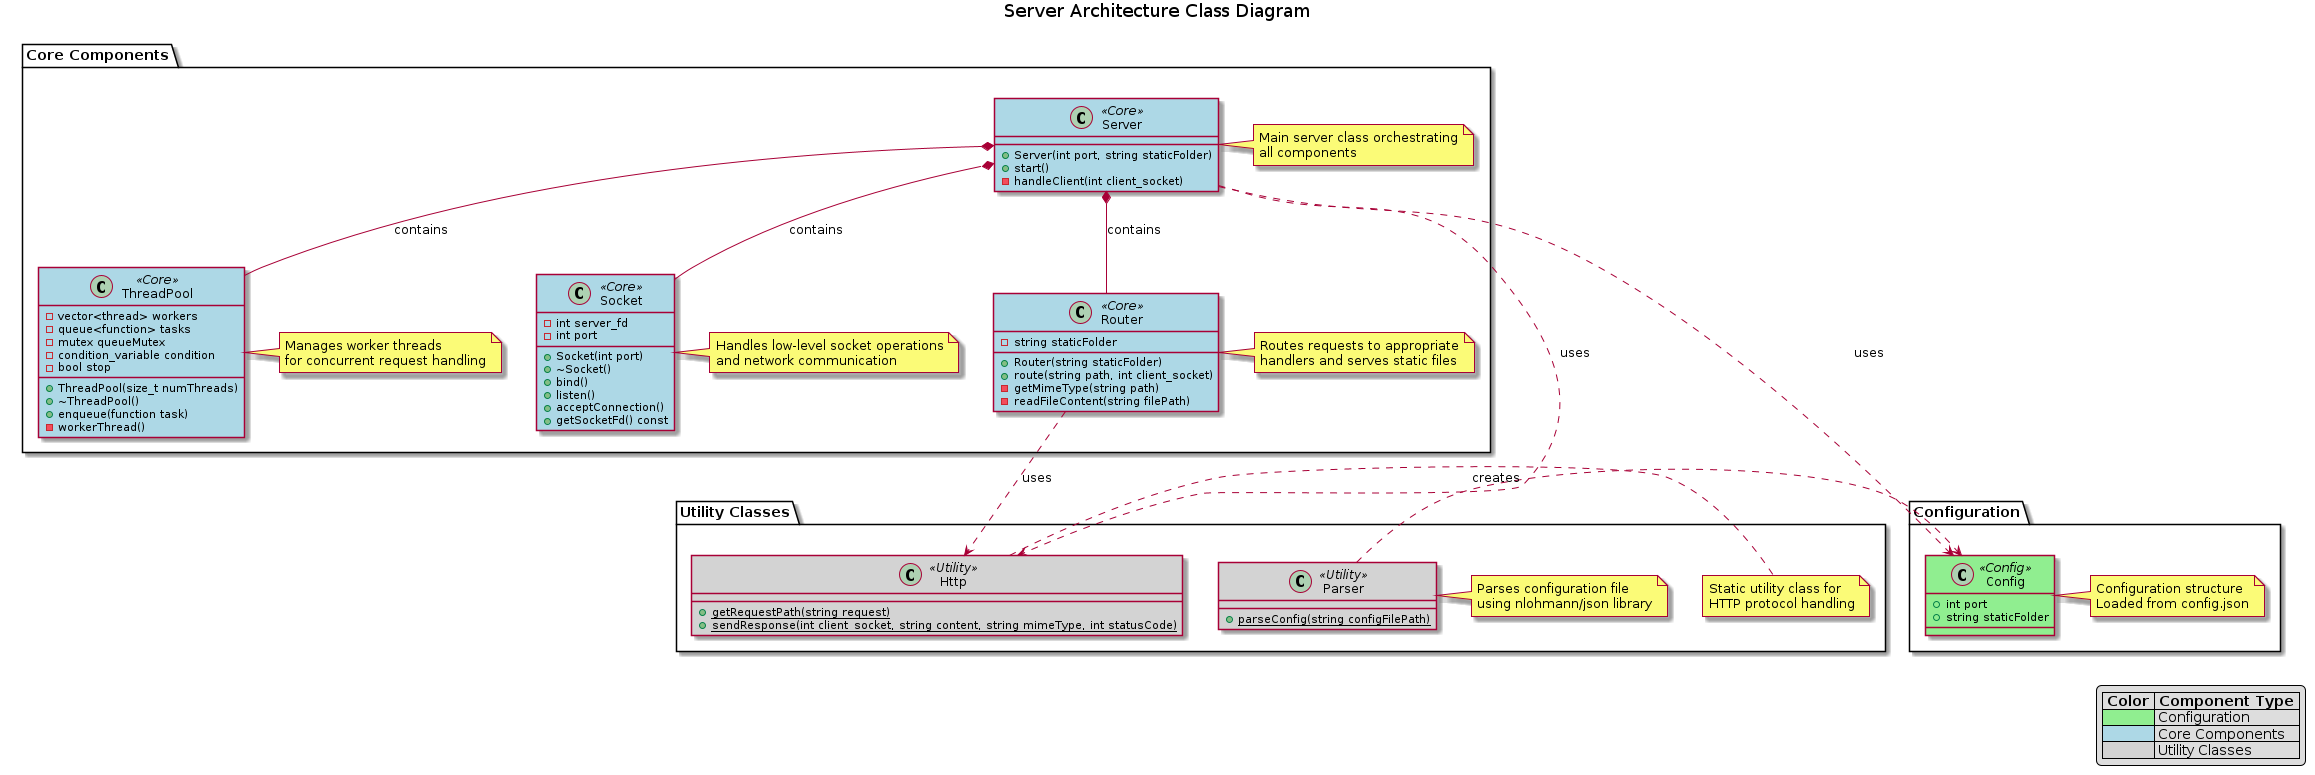 Server Architecture Class Diagram
Core Components
«Core»
Server
Server(int port, string staticFolder)
start()
handleClient(int client_socket)
Main server class orchestrating
all components
contains
contains
contains
«Core»
ThreadPool
vector<thread> workers
queue<function> tasks
mutex queueMutex
condition_variable condition
bool stop
ThreadPool(size_t numThreads)
~ThreadPool()
enqueue(function task)
workerThread()
Manages worker threads
for concurrent request handling
«Core»
Socket
int server_fd
int port
Socket(int port)
~Socket()
bind()
listen()
acceptConnection()
getSocketFd() const
Handles low-level socket operations
and network communication
«Core»
Router
string staticFolder
Router(string staticFolder)
route(string path, int client_socket)
getMimeType(string path)
readFileContent(string filePath)
Routes requests to appropriate
handlers and serves static files
uses
uses
uses
creates
Utility Classes
«Utility»
Http
getRequestPath(string request)
sendResponse(int client_socket, string content, string mimeType, int statusCode)
«Utility»
Parser
parseConfig(string configFilePath)
Parses configuration file
using nlohmann/json library
Static utility class for
HTTP protocol handling
Configuration
«Config»
Config
int port
string staticFolder
Configuration structure
Loaded from config.json
Color Component Type
Configuration
Core Components
Utility Classes